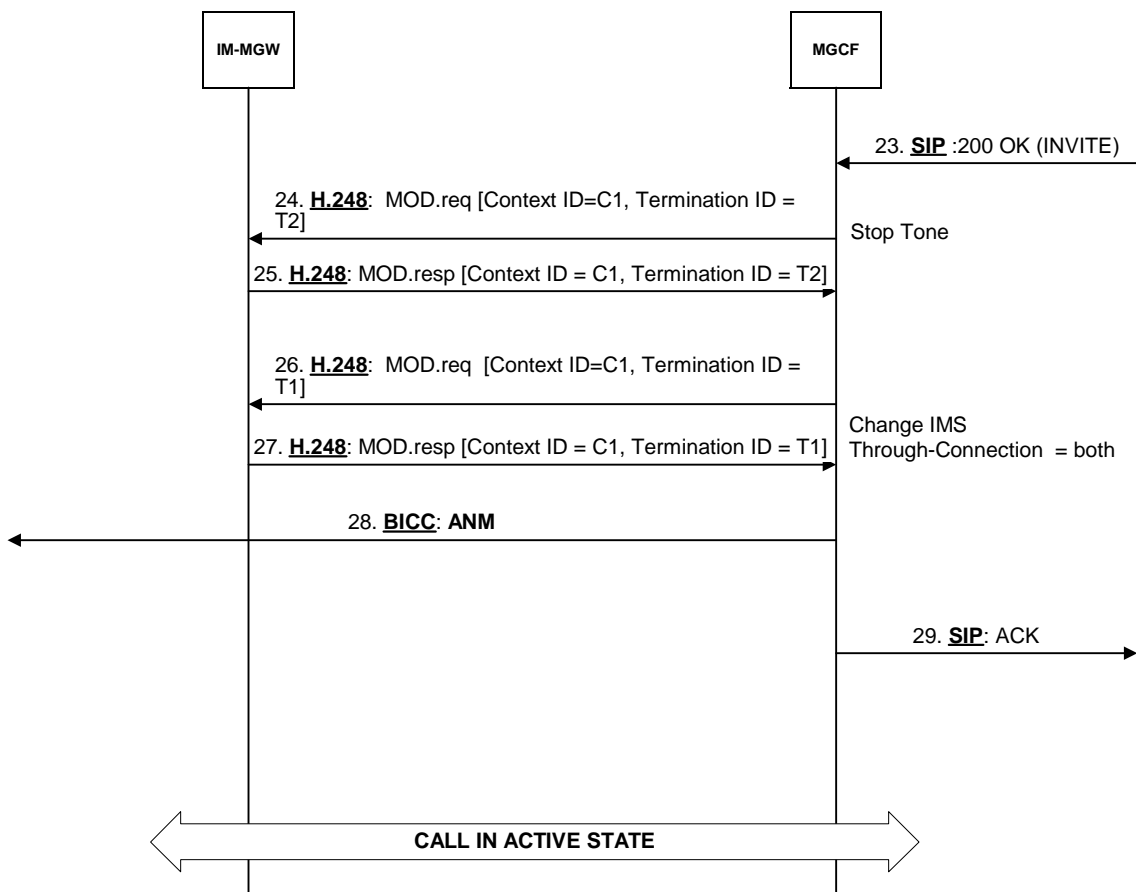 IM-MGW
MGCF
23. SIP :200 OK (INVITE)
24. H.248: MOD.req [Context ID=C1, Termination ID =
T2]
Stop Tone
25. H.248: MOD.resp [Context ID = C1, Termination ID = T2]
26. H.248: MOD.req [Context ID=C1, Termination ID =
T1]
Change IMS
Through-Connection = both
27. H.248: MOD.resp [Context ID = C1, Termination ID = T1]
28. BICC: ANM
29. SIP: ACK
CALL IN ACTIVE STATE